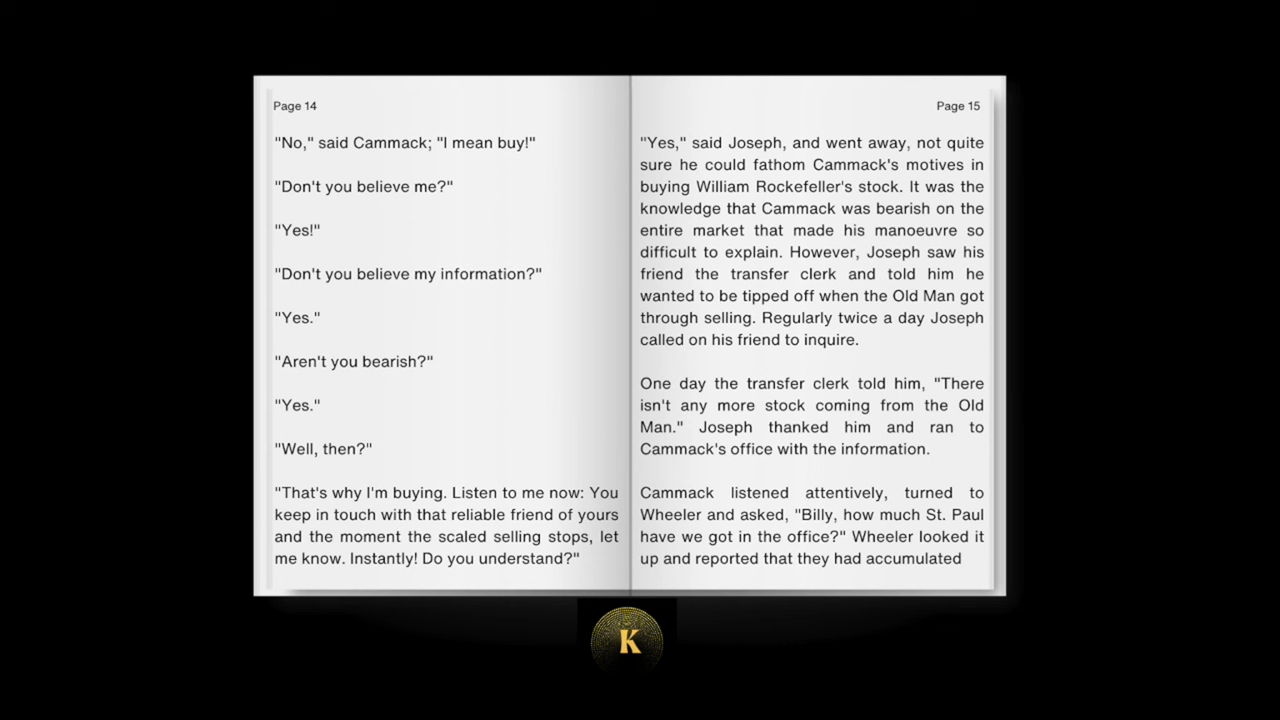 Page 14
"No," said Cammack; "I mean buy!"
"Don't you believe me?"
"Yes!"
"Don't you believe my information?"
"Yes."
"Aren't you bearish?"
"Yes."
"Well, then?"
"That's why I'm buying. Listen to me now: You
keep in touch with that reliable friend of yours
and the moment the scaled selling stops, let
me know. Instantly! Do you understand?"
Page 15
"Yes," said Joseph, and went away, not quite
sure he could fathom Cammack's motives in
buying William Rockefeller's stock. It was the
knowledge that Cammack was bearish on the
entire market that made his manoeuvre so
difficult to explain. However, Joseph saw his
friend the transfer clerk and told him he
wanted to be tipped off when the Old Man got
through selling. Regularly twice a day Joseph
called on his friend to inquire.
One day the transfer clerk told him, "There
isn't any more stock coming from the Old
Man." Joseph thanked him and ran to
Cammack's office with the information.
Cammack listened attentively, turned to
Wheeler and asked, "Billy, how much St. Paul
have we got in the office?" Wheeler looked it
up and reported that they had accumulated
K